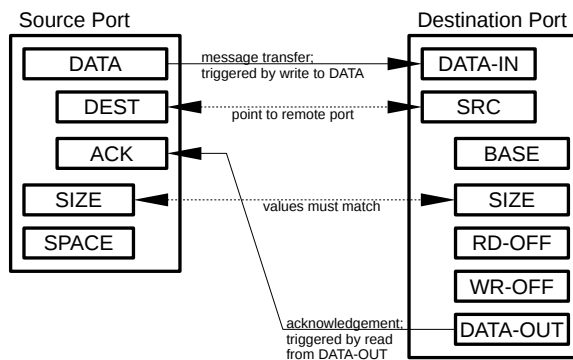 Source Port
Destination Port
DATA
message transfer;
triggered by write to DATA
DATA-IN
DEST
point to remote port
SRC
ACK
BASE
SIZE
values must match
SIZE
SPACE
RD-OFF
WR-OFF
acknowledgement;
triggered by read
from DATA-OUT
DATA-OUT